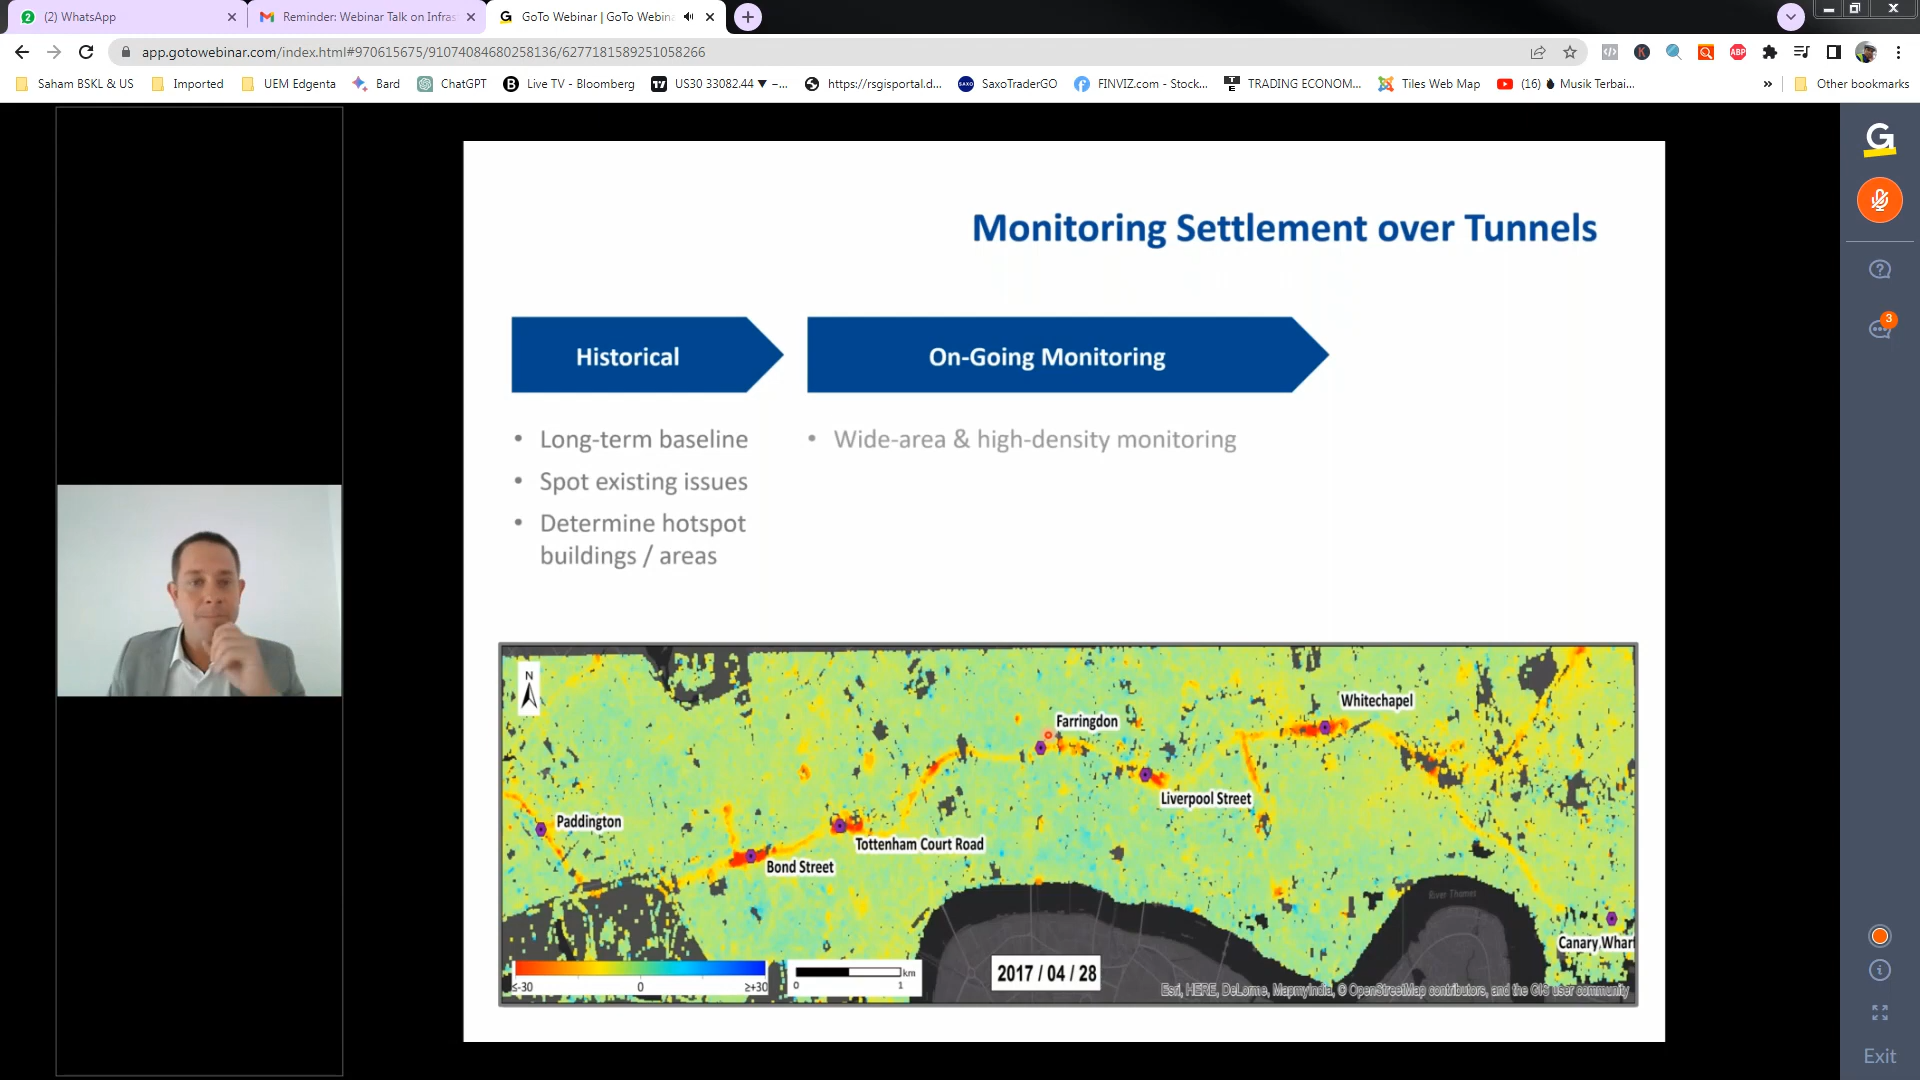 (2) WhatsApp
Reminder: Webinar Talk on Infras
GoTo Webinar | GoTo Webin
app.gotowebinar.com/index.html#970615675/91074084680258136/6277181589251058266
Saham BSKL & US
Imported
UEM Edgenta
Bard
ChatGPT
Live TV - Bloomberg
US30 33082.44 ▼ −...
https://rsgisportal.d...
SaxoTraderGO
FINVIZ.com - Stock...
TRADING ECONOM...
Tiles Web Map
(16) Musik Terbai...
»
Other bookmarks
Monitoring Settlement over Tunnels
Historical
On-Going Monitoring
• Long-term baseline
• Spot existing issues
• Determine hotspot
buildings / areas
• Wide-area & high-density monitoring
N
Whitechapel
Farringdon
Liverpool Street
Paddington
Tottenham Court Road
Bond Street
River Thames
Canary Wharf
≤-30 0 ≥+30
km
0 1
2017 / 04 / 28
Esri, HERE, DeLorme, MapmyIndia, © OpenStreetMap contributors, and the GIS user community
G
3
Exit